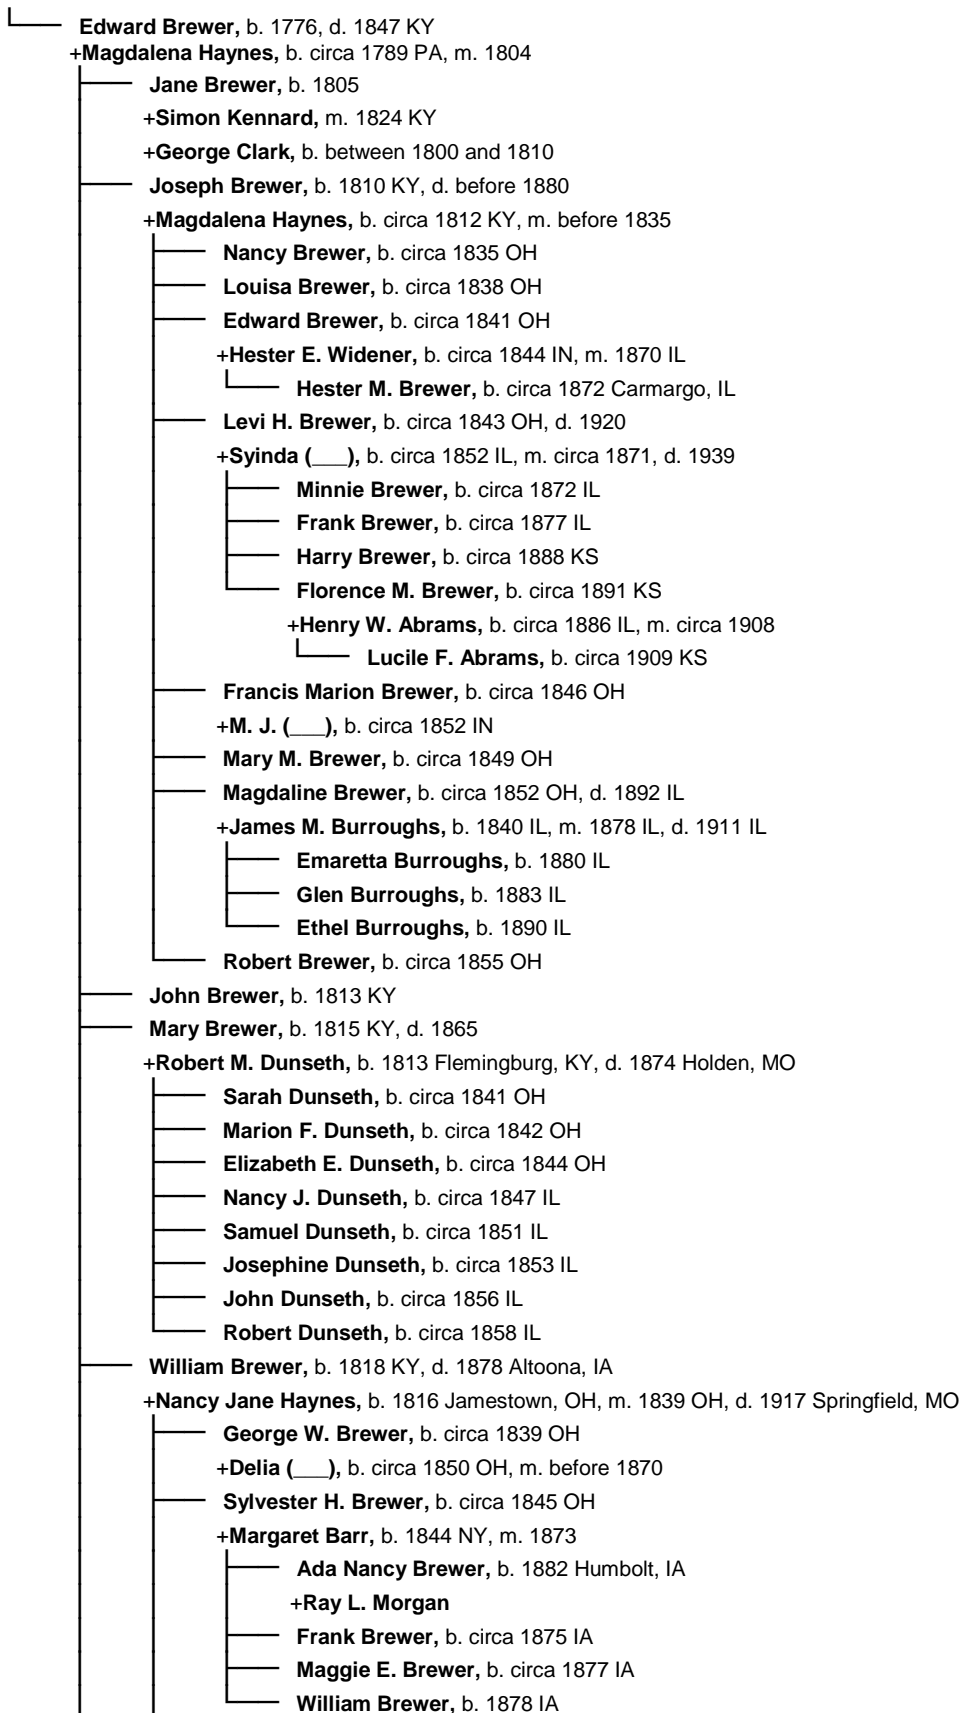 Edward Brewer, b. 1776, d. 1847 KY
+Magdalena Haynes, b. circa 1789 PA, m. 1804
Jane Brewer, b. 1805
+Simon Kennard, m. 1824 KY
+George Clark, b. between 1800 and 1810
Joseph Brewer, b. 1810 KY, d. before 1880
+Magdalena Haynes, b. circa 1812 KY, m. before 1835
Nancy Brewer, b. circa 1835 OH
Louisa Brewer, b. circa 1838 OH
Edward Brewer, b. circa 1841 OH
+Hester E. Widener, b. circa 1844 IN, m. 1870 IL
Hester M. Brewer, b. circa 1872 Carmargo, IL
Levi H. Brewer, b. circa 1843 OH, d. 1920
+Syinda (___), b. circa 1852 IL, m. circa 1871, d. 1939
Minnie Brewer, b. circa 1872 IL
Frank Brewer, b. circa 1877 IL
Harry Brewer, b. circa 1888 KS
Florence M. Brewer, b. circa 1891 KS
+Henry W. Abrams, b. circa 1886 IL, m. circa 1908
Lucile F. Abrams, b. circa 1909 KS
Francis Marion Brewer, b. circa 1846 OH
+M. J. (___), b. circa 1852 IN
Mary M. Brewer, b. circa 1849 OH
Magdaline Brewer, b. circa 1852 OH, d. 1892 IL
+James M. Burroughs, b. 1840 IL, m. 1878 IL, d. 1911 IL
Emaretta Burroughs, b. 1880 IL
Glen Burroughs, b. 1883 IL
Ethel Burroughs, b. 1890 IL
Robert Brewer, b. circa 1855 OH
John Brewer, b. 1813 KY
Mary Brewer, b. 1815 KY, d. 1865
+Robert M. Dunseth, b. 1813 Flemingburg, KY, d. 1874 Holden, MO
Sarah Dunseth, b. circa 1841 OH
Marion F. Dunseth, b. circa 1842 OH
Elizabeth E. Dunseth, b. circa 1844 OH
Nancy J. Dunseth, b. circa 1847 IL
Samuel Dunseth, b. circa 1851 IL
Josephine Dunseth, b. circa 1853 IL
John Dunseth, b. circa 1856 IL
Robert Dunseth, b. circa 1858 IL
William Brewer, b. 1818 KY, d. 1878 Altoona, IA
+Nancy Jane Haynes, b. 1816 Jamestown, OH, m. 1839 OH, d. 1917 Springfield, MO
George W. Brewer, b. circa 1839 OH
+Delia (___), b. circa 1850 OH, m. before 1870
Sylvester H. Brewer, b. circa 1845 OH
+Margaret Barr, b. 1844 NY, m. 1873
Ada Nancy Brewer, b. 1882 Humbolt, IA
+Ray L. Morgan
Frank Brewer, b. circa 1875 IA
Maggie E. Brewer, b. circa 1877 IA
William Brewer, b. 1878 IA